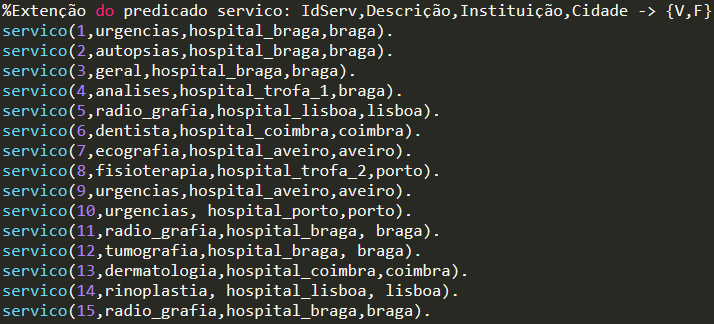 %Extenção do predicado servico: IdServ,Descrição,Instituição,Cidade -> {V,F}
servico(1,urgencias,hospital_braga,braga).
servico(2,autopsias,hospital_braga,braga).
servico(3,geral,hospital_braga,braga).
servico(4,analises,hospital_trofa_1,braga).
servico(5,radio_grafia,hospital_lisboa,lisboa).
servico(6,dentista,hospital_coimbra,coimbra).
servico(7,ecografia,hospital_aveiro,aveiro).
servico(8,fisioterapia,hospital_trofa_2,porto).
servico(9,urgencias,hospital_aveiro,aveiro).
servico(10,urgencias, hospital_porto,porto).
servico(11,radio_grafia,hospital_braga, braga).
servico(12,tumografia,hospital_braga, braga).
servico(13,dermatologia,hospital_coimbra,coimbra).
servico(14,rinoplastia, hospital_lisboa, lisboa).
servico(15,radio_grafia,hospital_braga,braga).